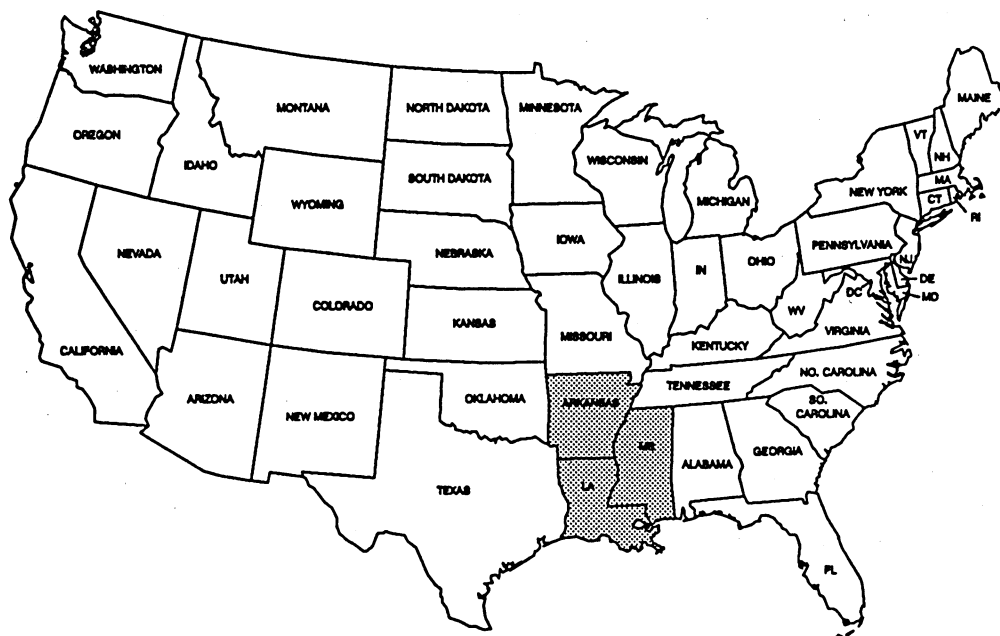 WASHINGTON
MONTANA
NORTH DAKOTA
MINNESOTA
MAINE
OREGON
IDAHO
VT
NH
WISCONSIN
SOUTH DAKOTA
MICHIGAN
NEW YORK
MA
CT
RI
WYOMING
IOWA
NEBRASKA
NEVADA
UTAH
ILLINOIS
IN
OHIO
PENNSYLVANIA
NJ
DE
MD
DC
COLORADO
KANSAS
WV
VIRGINIA
CALIFORNIA
MISSOURI
KENTUCKY
NO. CAROLINA
TENNESSEE
ARIZONA
NEW MEXICO
OKLAHOMA
ARKANSAS
SO.
CAROLINA
MS
ALABAMA
GEORGIA
TEXAS
LA
FL